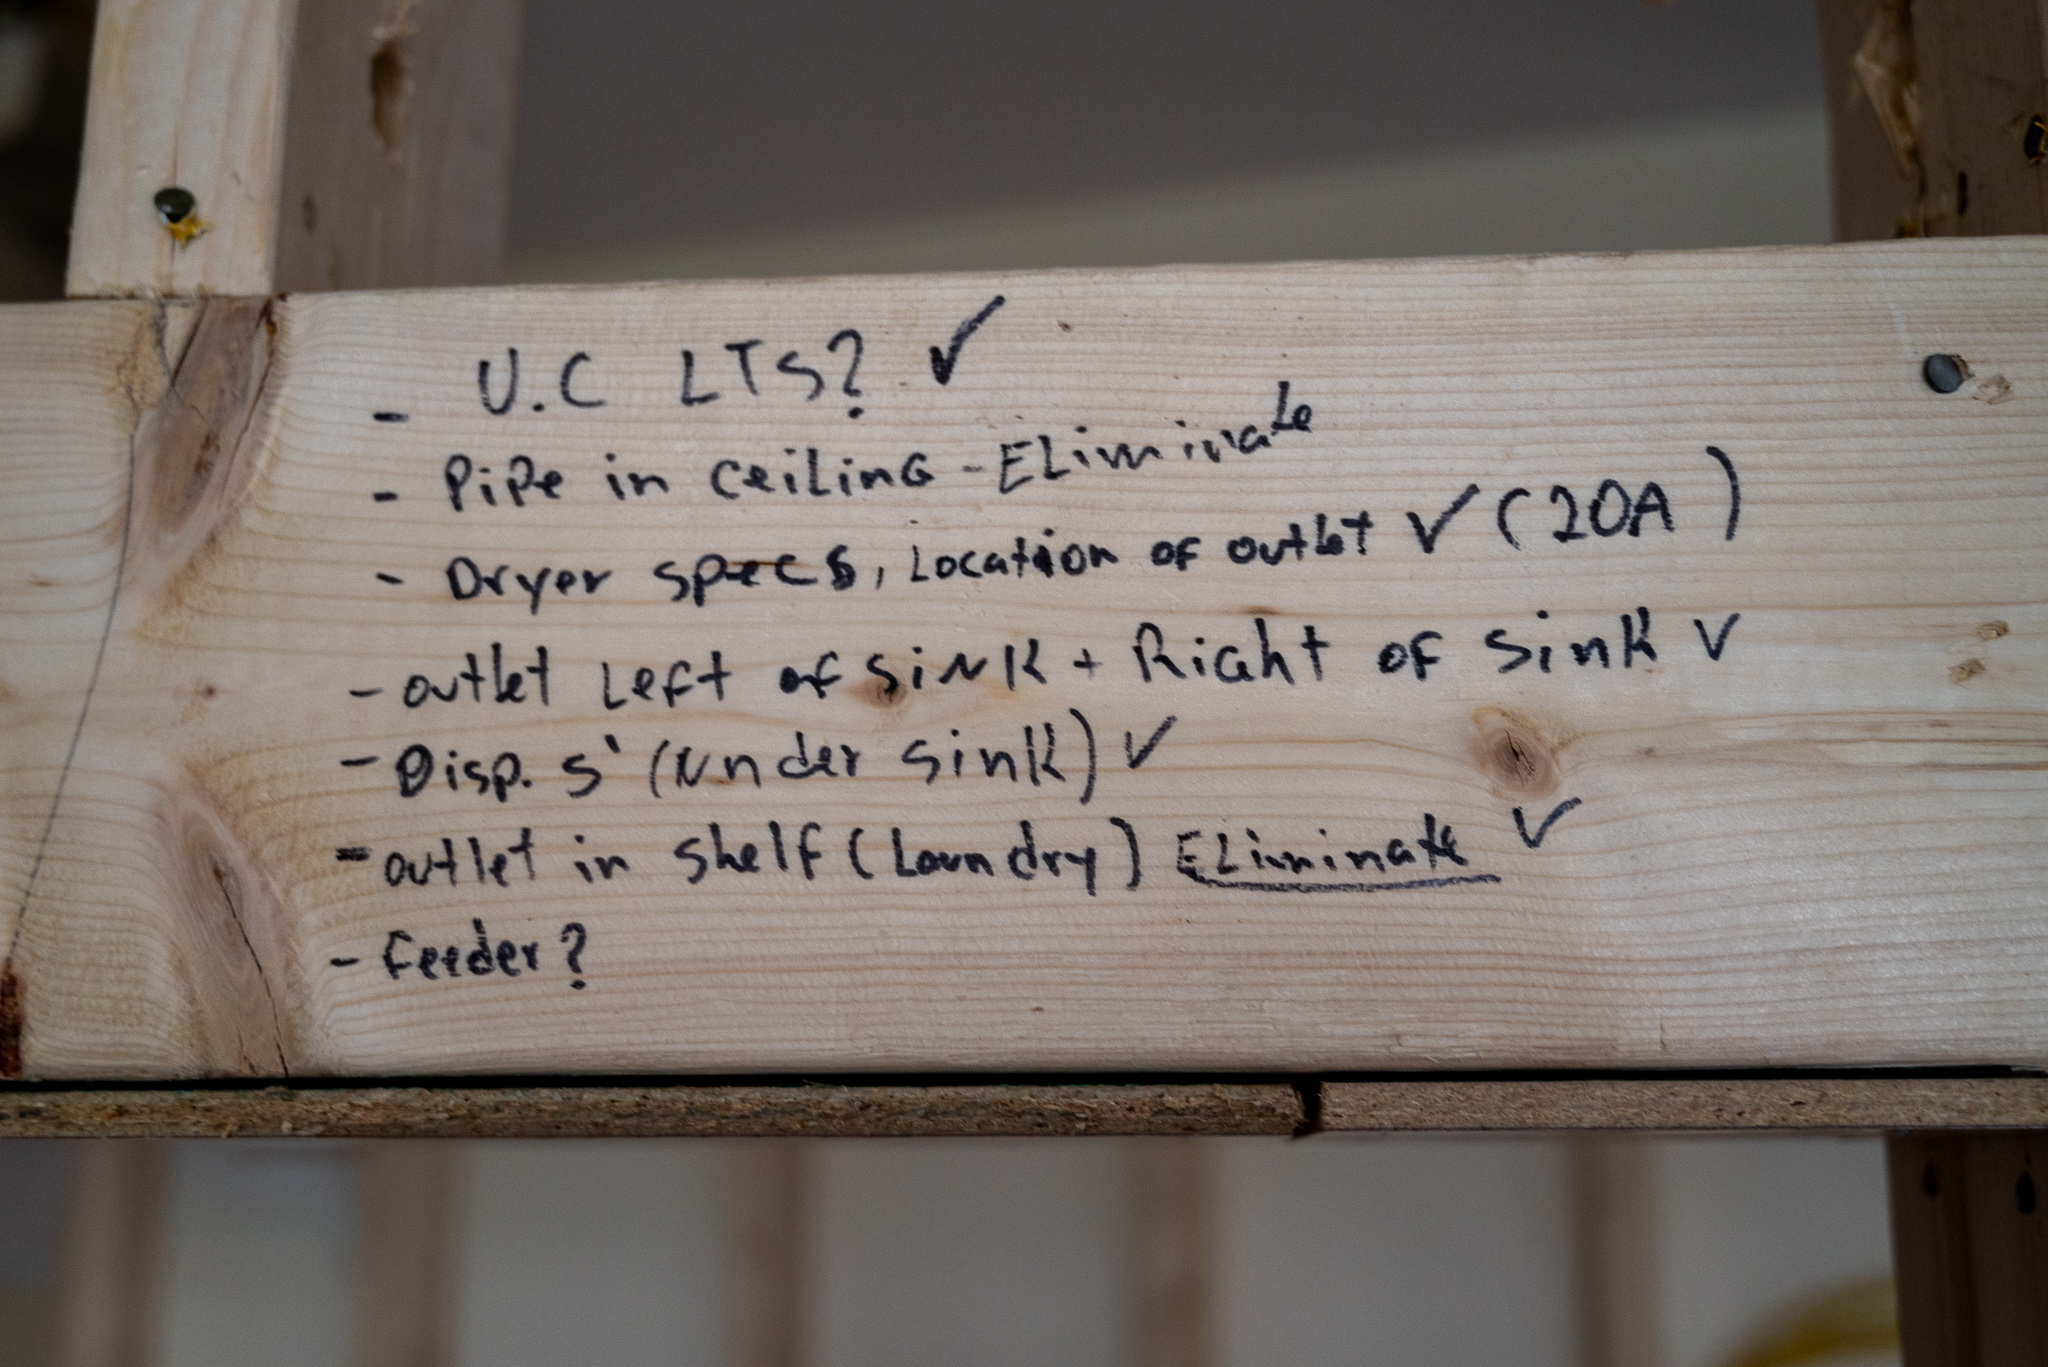 - U.C LTS? ✓
- Pipe in ceiling - Eliminate
- Dryer specs, Location of outlet ✓ (20A)
- outlet Left of sink + Right of sink ✓
- Disp. S' (under sink) ✓
- outlet in shelf (Laundry) Eliminate ✓
- Feeder?